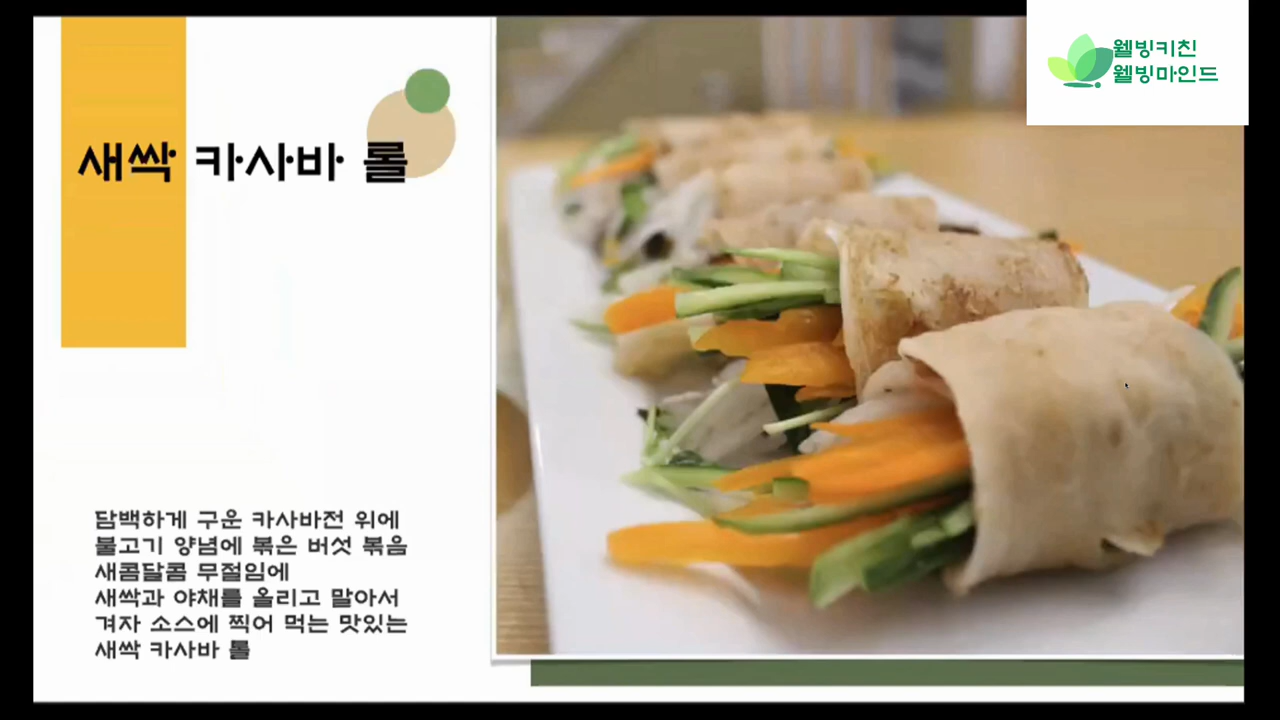 웰빙키친
웰빙마인드
새싹 카사바 롤
담백하게 구운 카사바전 위에
불고기 양념에 볶은 버섯 볶음
새콤달콤 무절임에
새싹과 야채를 올리고 말아서
겨자 소스에 찍어 먹는 맛있는
새싹 카사바 롤